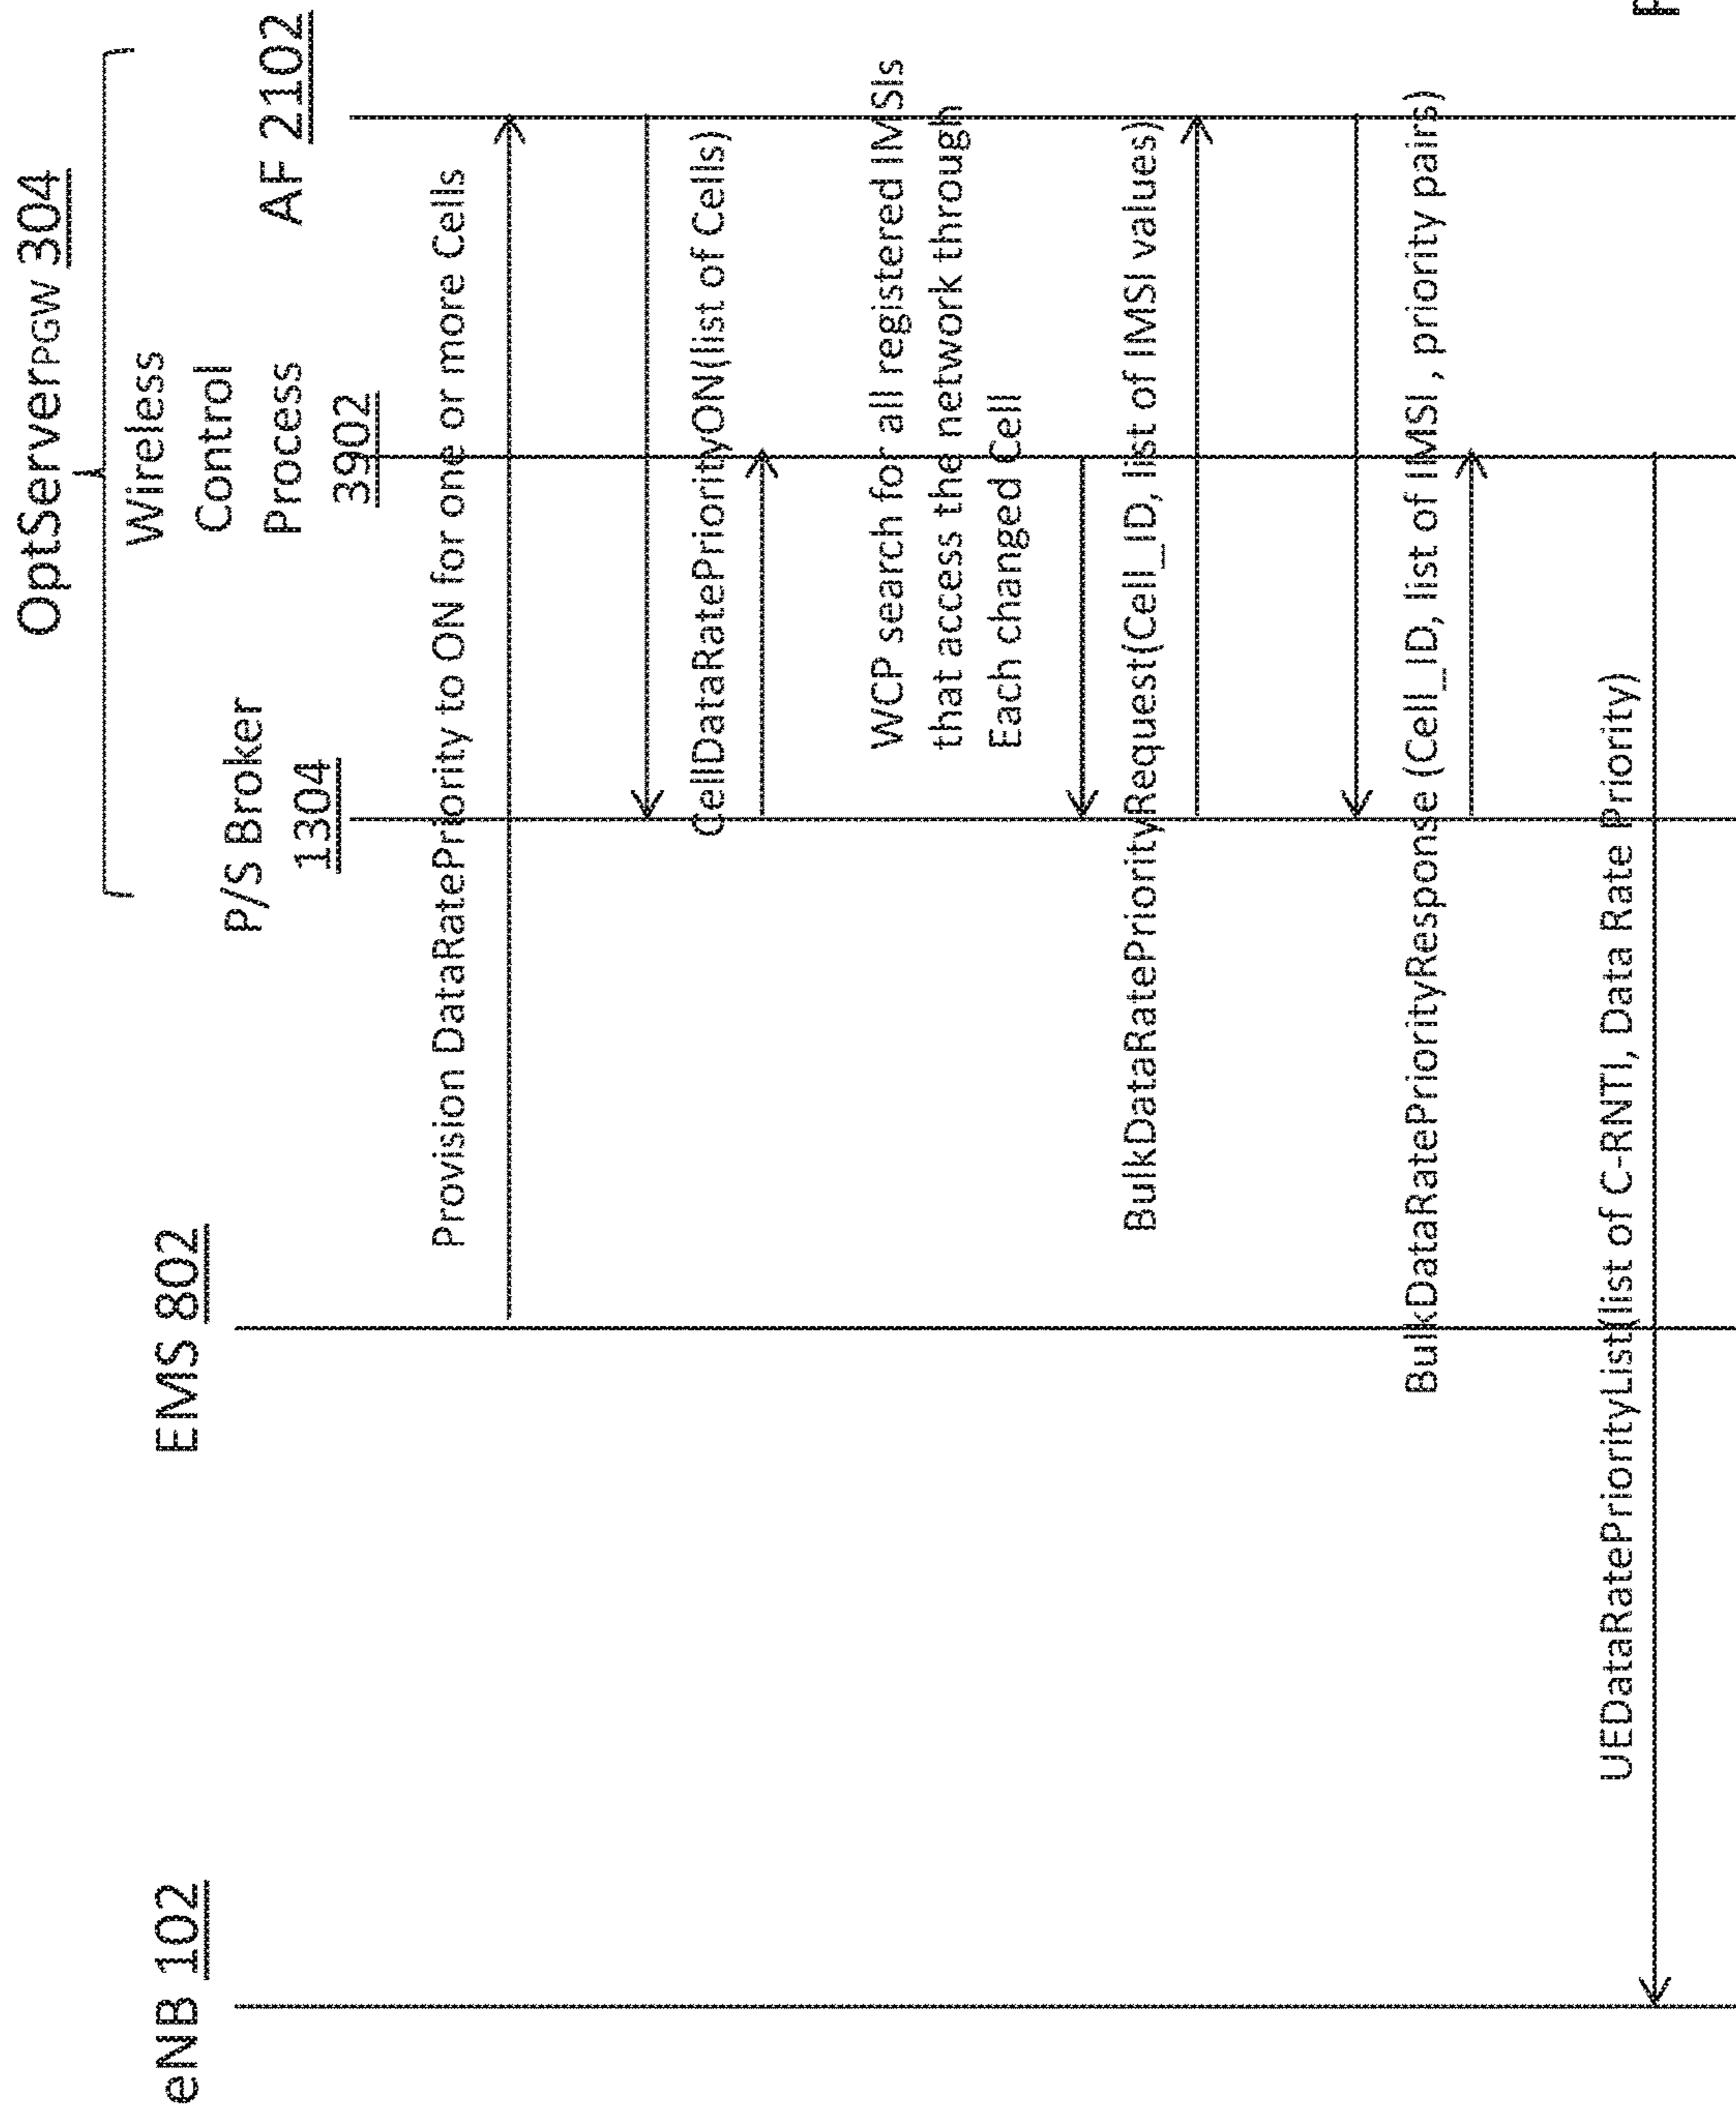 OptServerPGW 304
eNB 102
EMS 802
P/S Broker
1304
Wireless
Control
Process
3902
AF 2102
Provision DataRatePriority to ON for one or more Cells
CellDataRatePriorityON(list of Cells)
WCP search for all registered IMSIs
that access the network through
Each changed Cell
BulkDataRatePriorityRequest(Cell_ID, list of IMSI values)
BulkDataRatePriorityResponse (Cell_ID, list of IMSI , priority pairs)
UEDataRatePriorityList(list of C-RNTI, Data Rate Priority)